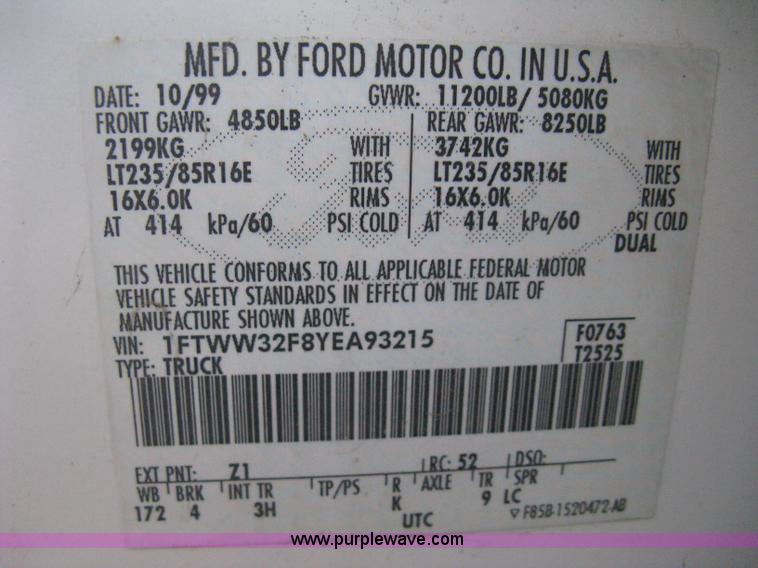 MFD. BY FORD MOTOR CO. IN U.S.A.
DATE: 10/99 GVWR: 11200LB/ 5080KG
FRONT GAWR: 4850LB REAR GAWR: 8250LB
2199KG WITH 3742KG WITH
LT235/85R16E TIRES LT235/85R16E TIRES
16X6.0K RIMS 16X6.0K RIMS
AT 414 kPa/60 PSI COLD AT 414 kPa/60 PSI COLD
DUAL
THIS VEHICLE CONFORMS TO ALL APPLICABLE FEDERAL MOTOR
VEHICLE SAFETY STANDARDS IN EFFECT ON THE DATE OF
MANUFACTURE SHOWN ABOVE.
VIN: 1FTWW32F8YEA93215 F0763
TYPE: TRUCK T2525
EXT PNT: Z1 RC: 52 DSO:
WB BRK INT TR TP/PS R AXLE TR SPR
172 4 3H K 9 LC
UTC ▽ F85B-1520472-AB
www.purplewave.com